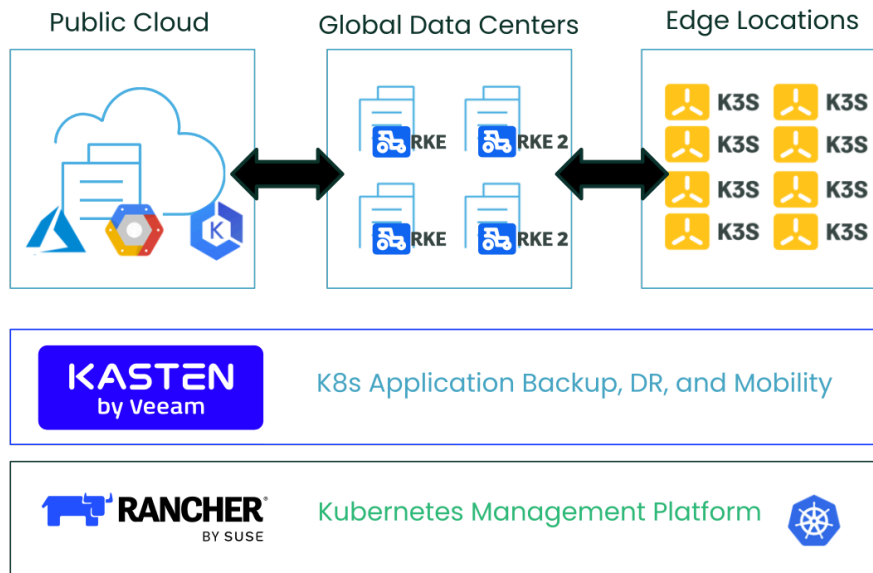 Public Cloud
Global Data Centers
Edge Locations
K
RKE
RKE 2
RKE
RKE 2
K3S
K3S
K3S
K3S
K3S
K3S
K3S
K3S
KASTEN
by Veeam
K8s Application Backup, DR, and Mobility
RANCHER®
BY SUSE
Kubernetes Management Platform